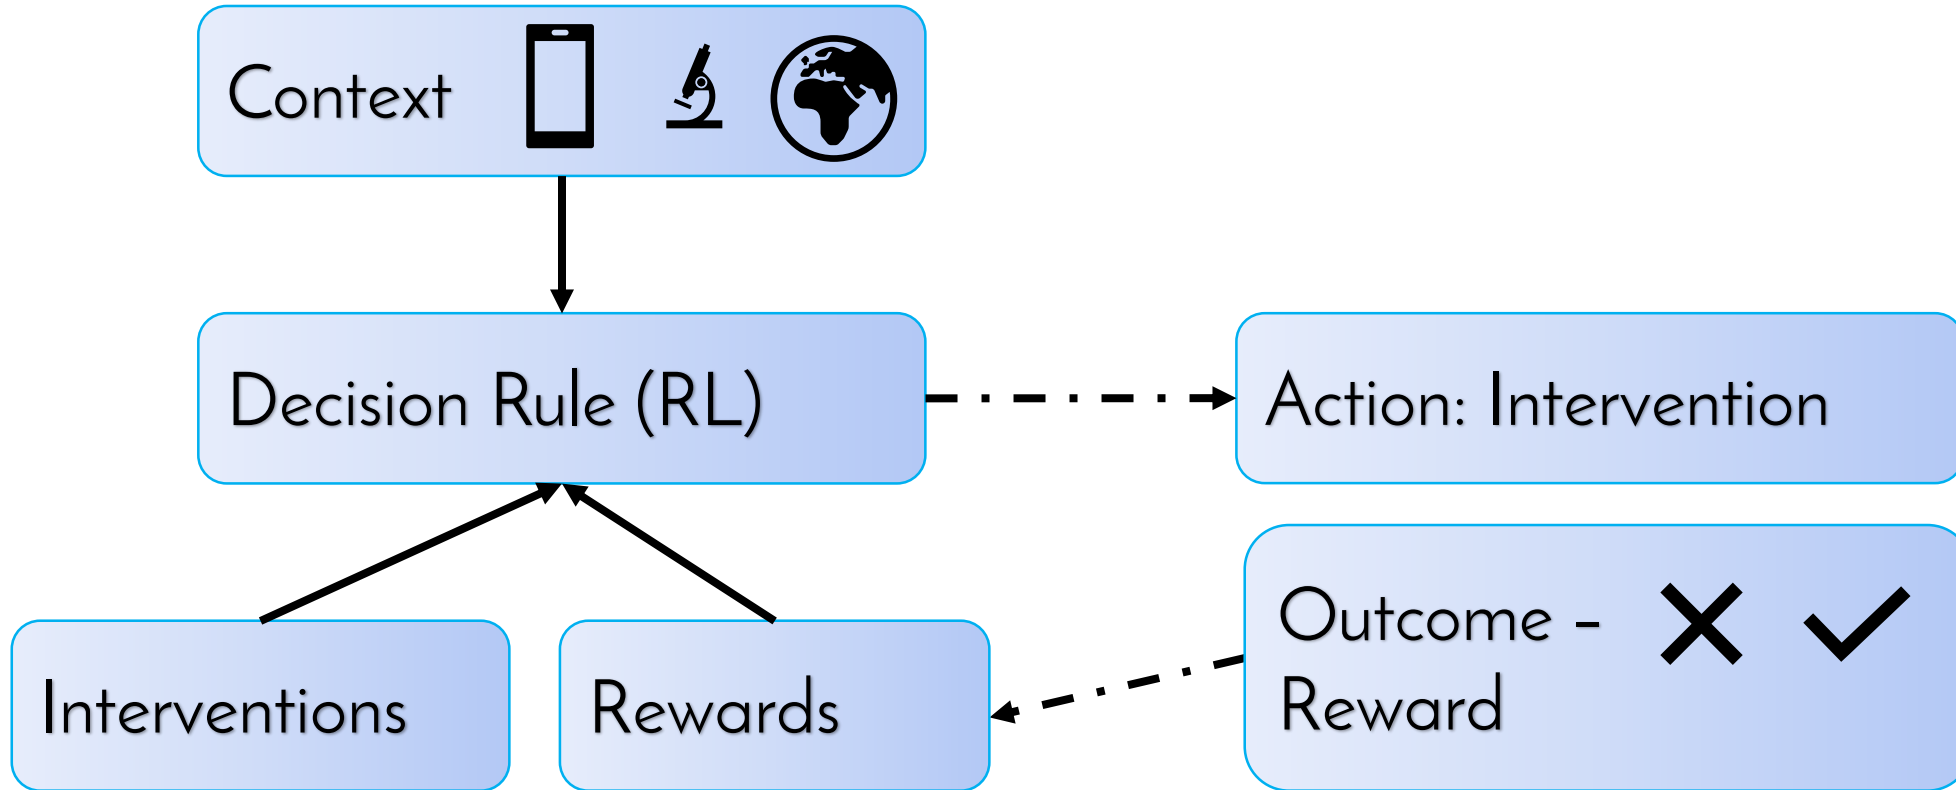 Context
Decision Rule (RL)
Action: Intervention
Interventions
Rewards
Outcome -
Reward